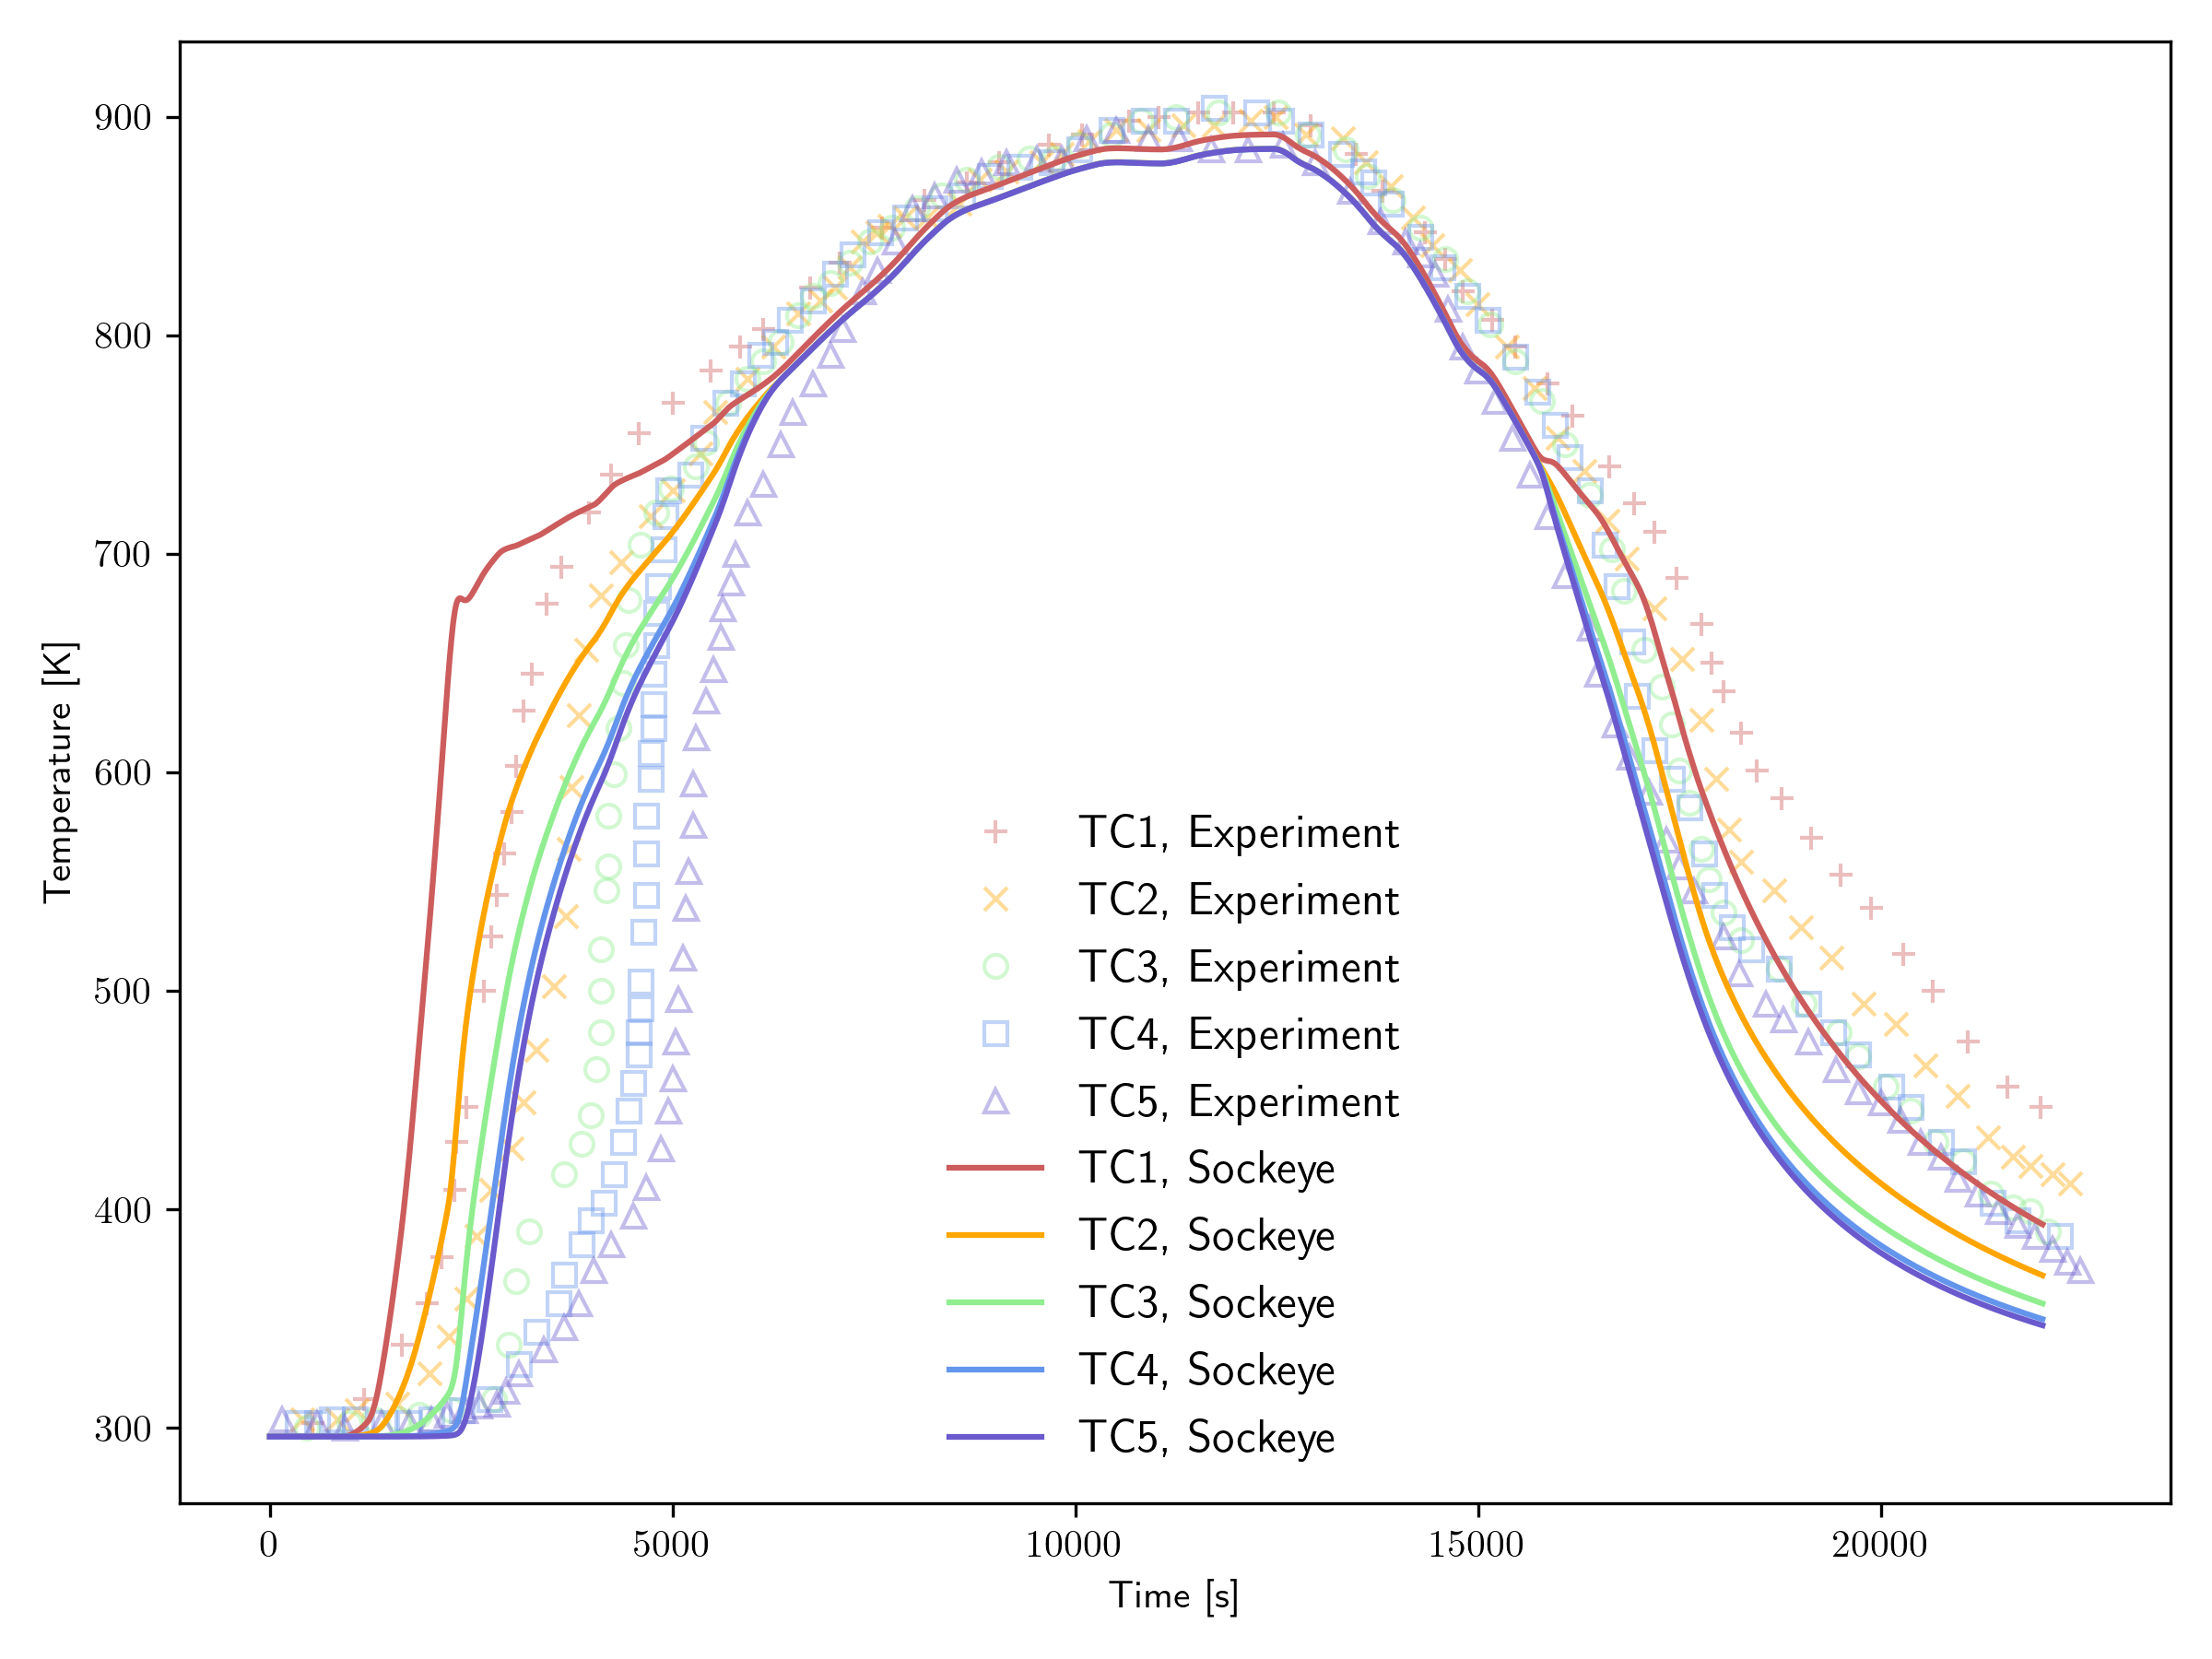 900
800
700
600
500
400
300
Temperature [K]
TC1, Experiment
TC2, Experiment
TC3, Experiment
TC4, Experiment
TC5, Experiment
TC1, Sockeye
TC2, Sockeye
TC3, Sockeye
TC4, Sockeye
TC5, Sockeye
0 5000 10000 15000 20000
Time [s]